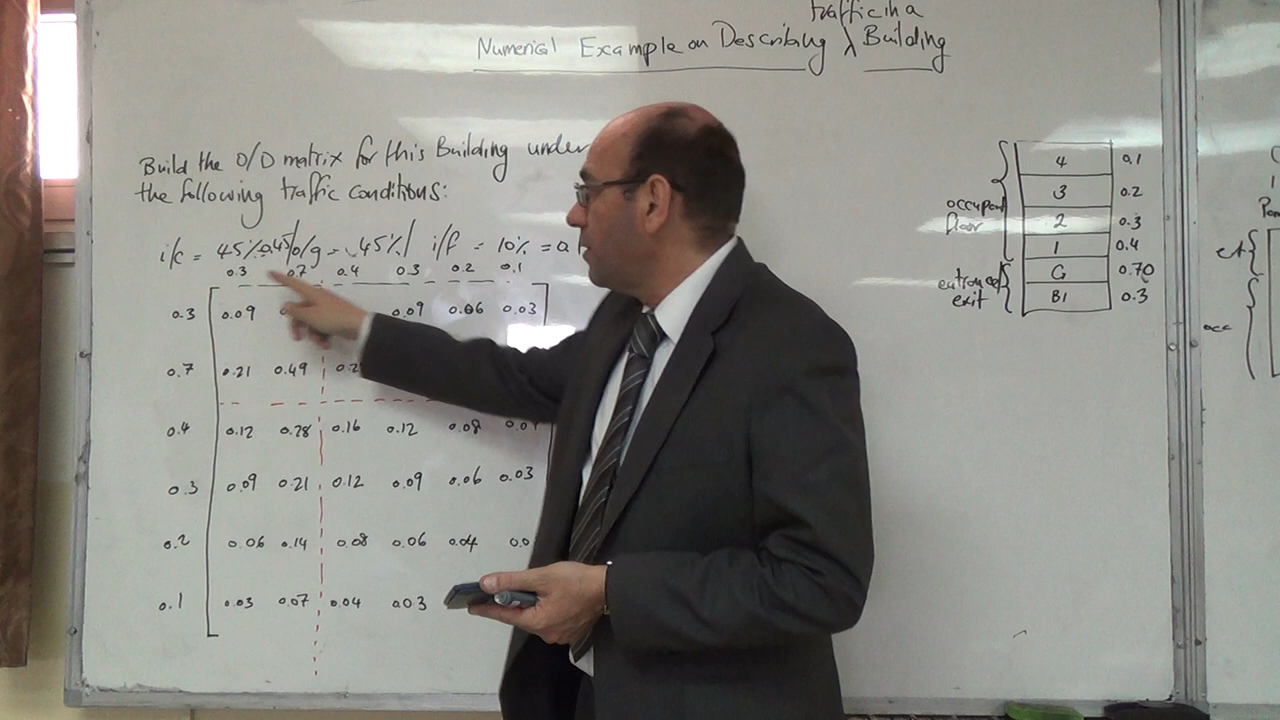 traffic in a
Numerical Example on Describing λ Building
Build the O/D matrix for this Building under
the following traffic conditions:
i/c = 45% 0.45 o/g = .45% i/f = 10% = a
0.3 0.7 0.4 0.3 0.2 0.1
0.3 0.09 0.09 0.06 0.03
0.7 0.21 0.49 0.2
0.4 0.12 0.28 0.16 0.12 0.08 0.0
0.3 0.09 0.21 0.12 0.09 0.06 0.03
0.2 0.06 0.14 0.08 0.06 0.04 0.0
0.1 0.03 0.07 0.04 0.03
4 0.1
3 0.2
occupant
floor
2 0.3
1 0.4
G 0.70
B1 0.3
exit
occ